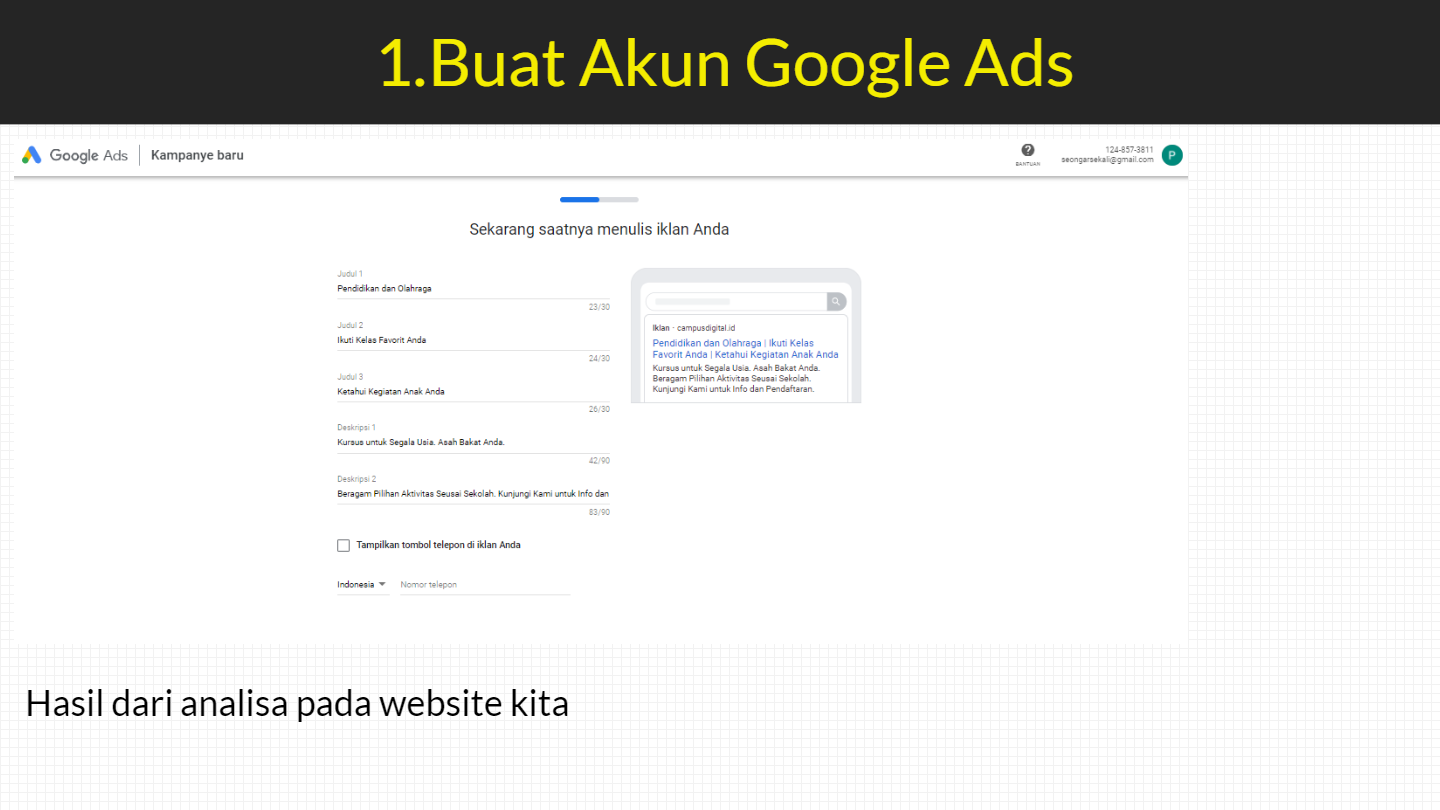 1.Buat Akun Google Ads
Google Ads Kampanye baru
BANTUAN
124-857-3811
seongarsekali@gmail.com
P
Sekarang saatnya menulis iklan Anda
Judul 1
Pendidikan dan Olahraga
23/30
Judul 2
Ikuti Kelas Favorit Anda
24/30
Judul 3
Ketahui Kegiatan Anak Anda
26/30
Deskripsi 1
Kursus untuk Segala Usia. Asah Bakat Anda.
42/90
Deskripsi 2
Beragam Pilihan Aktivitas Seusai Sekolah. Kunjungi Kami untuk Info dan
83/90
Tampilkan tombol telepon di iklan Anda
Indonesia Nomor telepon
Iklan · campusdigital.id
Pendidikan dan Olahraga | Ikuti Kelas
Favorit Anda | Ketahui Kegiatan Anak Anda
Kursus untuk Segala Usia. Asah Bakat Anda.
Beragam Pilihan Aktivitas Seusai Sekolah.
Kunjungi Kami untuk Info dan Pendaftaran.
Hasil dari analisa pada website kita